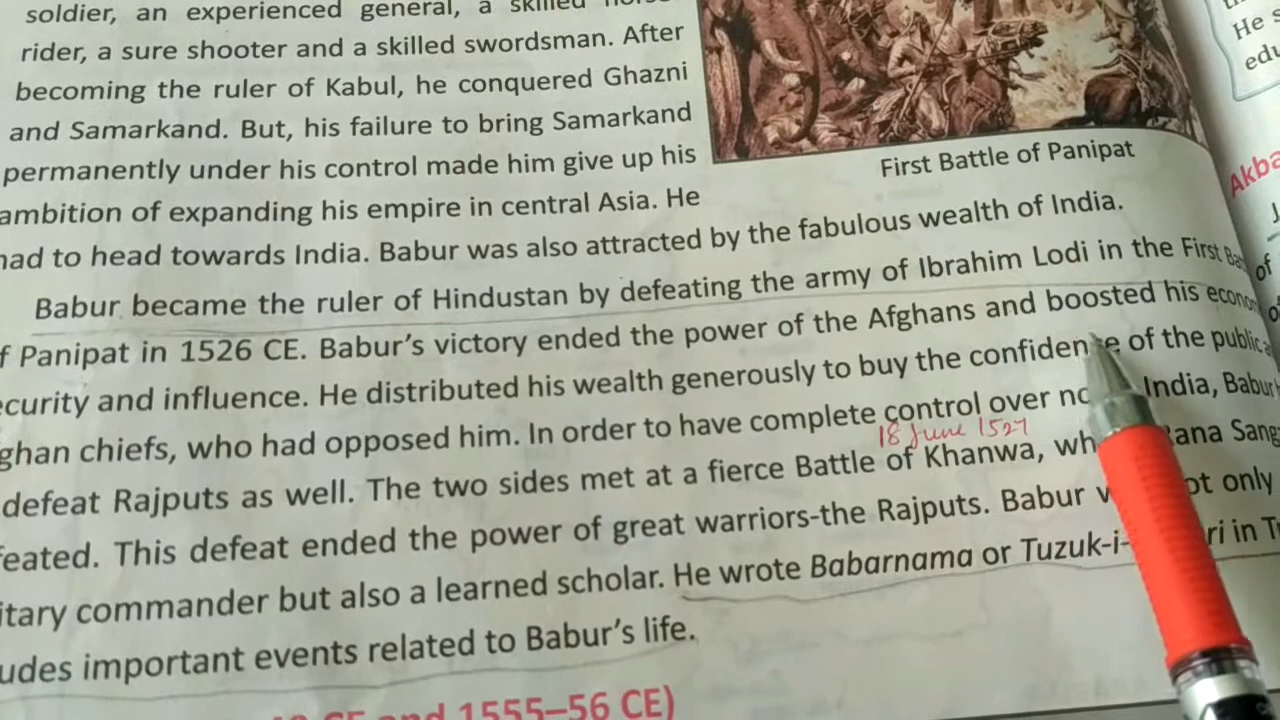 soldier, an experienced general, a skilled
rider, a sure shooter and a skilled swordsman. After
becoming the ruler of Kabul, he conquered Ghazni
and Samarkand. But, his failure to bring Samarkand
permanently under his control made him give up his
ambition of expanding his empire in central Asia. He
had to head towards India. Babur was also attracted by the fabulous wealth of India.
First Battle of Panipat
Babur became the ruler of Hindustan by defeating the army of Ibrahim Lodi in the First
f Panipat in 1526 CE. Babur's victory ended the power of the Afghans and boosted his econo
ecurity and influence. He distributed his wealth generously to buy the confidence of the public
ghan chiefs, who had opposed him. In order to have complete control over India, Babur
18 June 1527
defeat Rajputs as well. The two sides met at a fierce Battle of Khanwa, Rana Sang
feated. This defeat ended the power of great warriors-the Rajputs. Babur only
itary commander but also a learned scholar. He wrote Babarnama or Tuzuk-i- ri in T
udes important events related to Babur's life.
CE and 1555–56 CE)
He s
edu
Akba
of